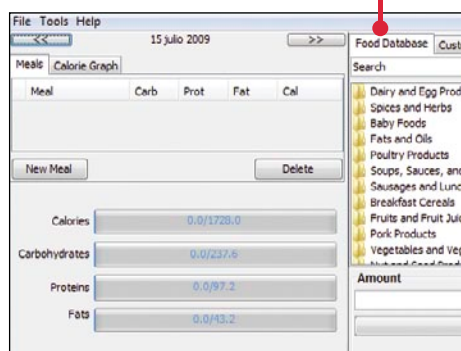 File Tools Help
<< 15 julio 2009 >>
Meals Calorie Graph
Meal Carb Prot Fat Cal
New Meal Delete
Calories 0.0/1728.0
Carbohydrates 0.0/237.6
Proteins 0.0/97.2
Fats 0.0/43.2
Food Database Cust
Search
Dairy and Egg Prod
Spices and Herbs
Baby Foods
Fats and Oils
Poultry Products
Soups, Sauces, and
Sausages and Lunc
Breakfast Cereals
Fruits and Fruit Juic
Pork Products
Vegetables and Veg
Amount